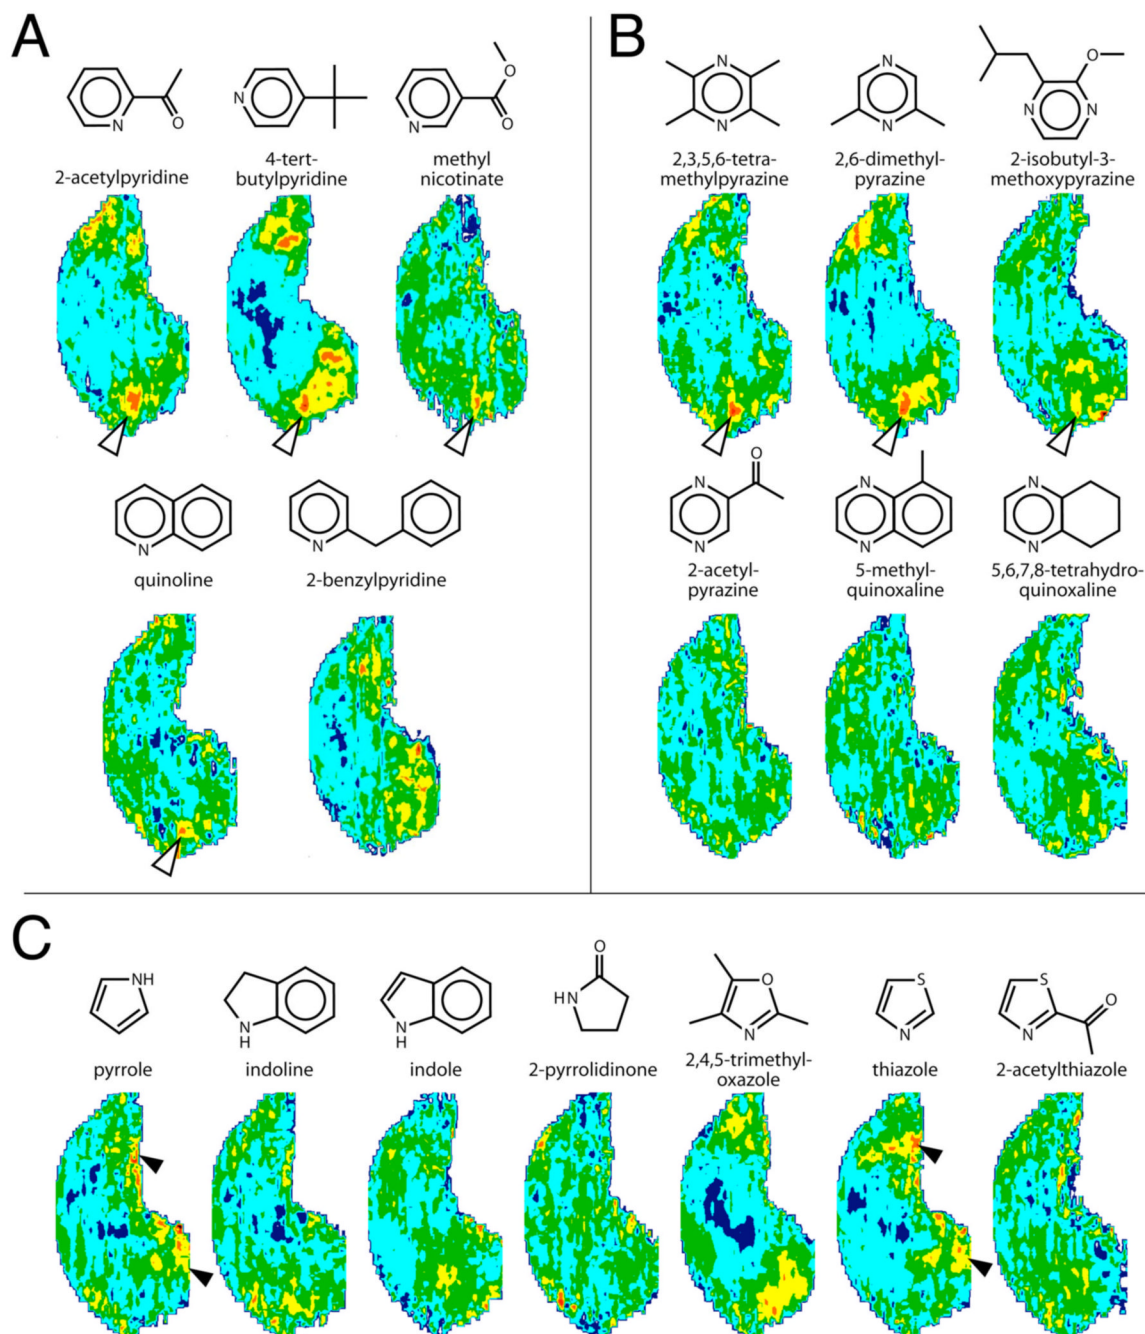 A
B
N
O
N
O
N
O
N
N
N
N
O
N
N
2-acetylpyridine
4-tert-
butylpyridine
methyl
nicotinate
2,3,5,6-tetra-
methylpyrazine
2,6-dimethyl-
pyrazine
2-isobutyl-3-
methoxypyrazine
N
N
N
N
O
N
N
N
N
quinoline
2-benzylpyridine
2-acetyl-
pyrazine
5-methyl-
quinoxaline
5,6,7,8-tetrahydro-
quinoxaline
C
NH
N
H
N
H
O
HN
O
N
S
N
S
N
O
pyrrole
indoline
indole
2-pyrrolidinone
2,4,5-trimethyl-
oxazole
thiazole
2-acetylthiazole